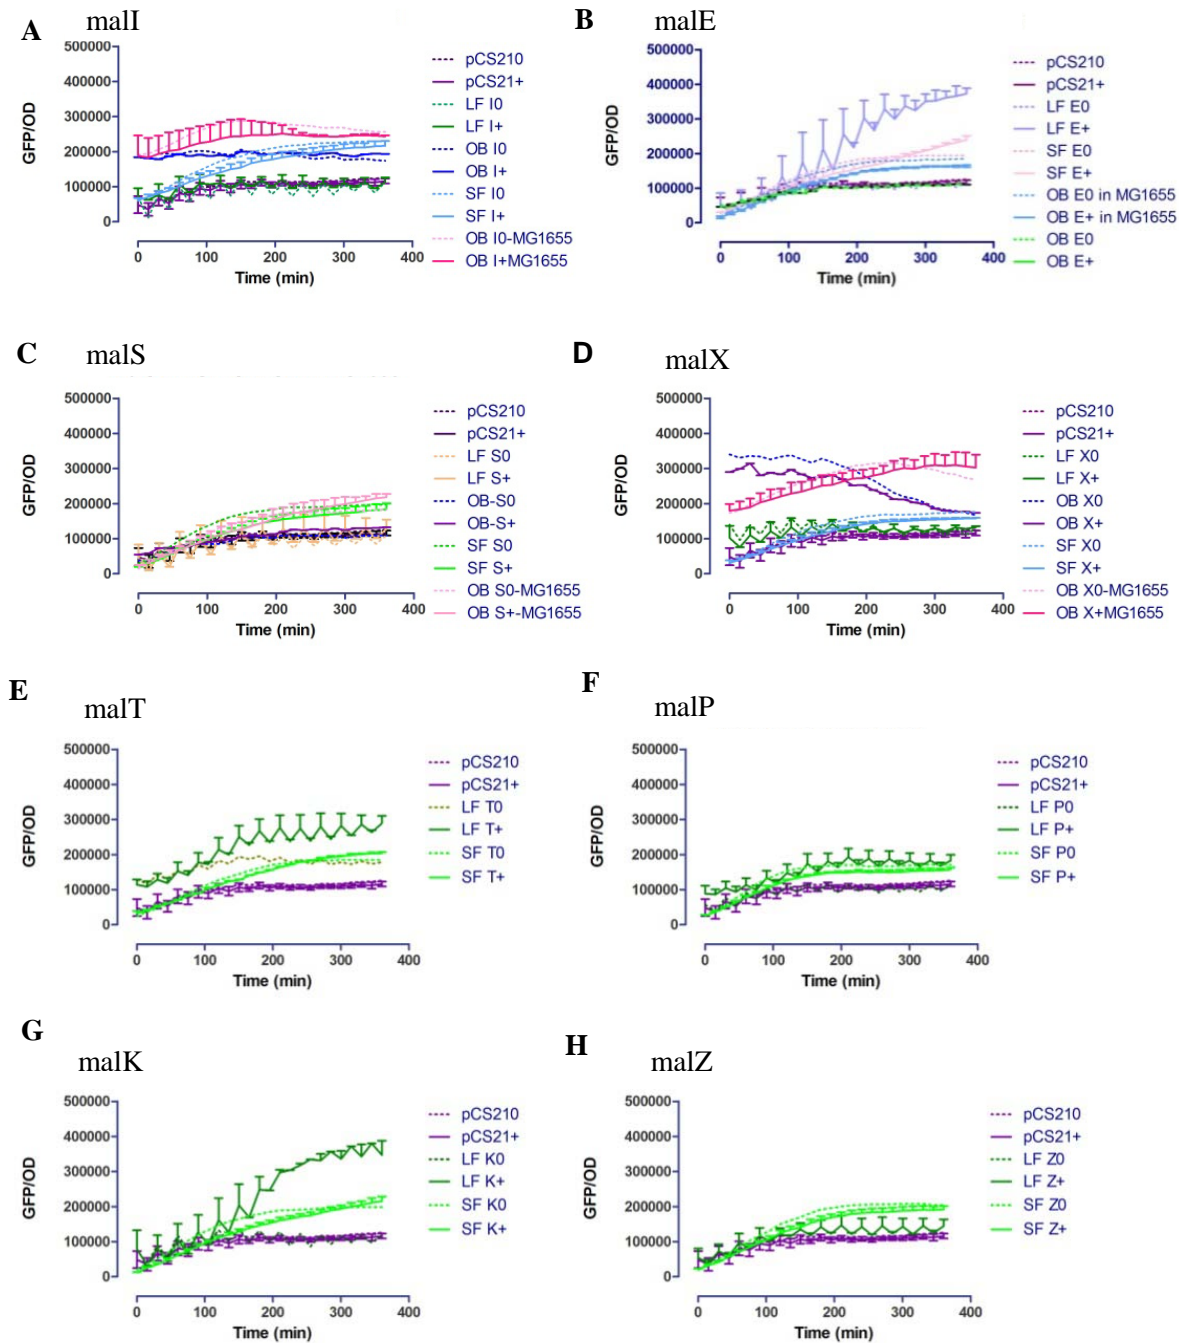 A malI
500000
400000
300000
200000
100000
0
GFP/OD
0 100 200 300 400
Time (min)
pCS210
pCS21+
LF I0
LF I+
OB I0
OB I+
SF I0
SF I+
OB I0-MG1655
OB I+MG1655
B malE
500000
400000
300000
200000
100000
0
GFP/OD
0 100 200 300 400
Time (min)
pCS210
pCS21+
LF E0
LF E+
SF E0
SF E+
OB E0 in MG1655
OB E+ in MG1655
OB E0
OB E+
C malS
500000
400000
300000
200000
100000
0
GFP/OD
0 100 200 300 400
Time (min)
pCS210
pCS21+
LF S0
LF S+
OB-S0
OB-S+
SF S0
SF S+
OB S0-MG1655
OB S+-MG1655
D malX
500000
400000
300000
200000
100000
0
GFP/OD
0 100 200 300 400
Time (min)
pCS210
pCS21+
LF X0
LF X+
OB X0
OB X+
SF X0
SF X+
OB X0-MG1655
OB X+MG1655
E malT
500000
400000
300000
200000
100000
0
GFP/OD
0 100 200 300 400
Time (min)
pCS210
pCS21+
LF T0
LF T+
SF T0
SF T+
F malP
500000
400000
300000
200000
100000
0
GFP/OD
0 100 200 300 400
Time (min)
pCS210
pCS21+
LF P0
LF P+
SF P0
SF P+
G malK
500000
400000
300000
200000
100000
0
GFP/OD
0 100 200 300 400
Time (min)
pCS210
pCS21+
LF K0
LF K+
SF K0
SF K+
H malZ
500000
400000
300000
200000
100000
0
GFP/OD
0 100 200 300 400
Time (min)
pCS210
pCS21+
LF Z0
LF Z+
SF Z0
SF Z+